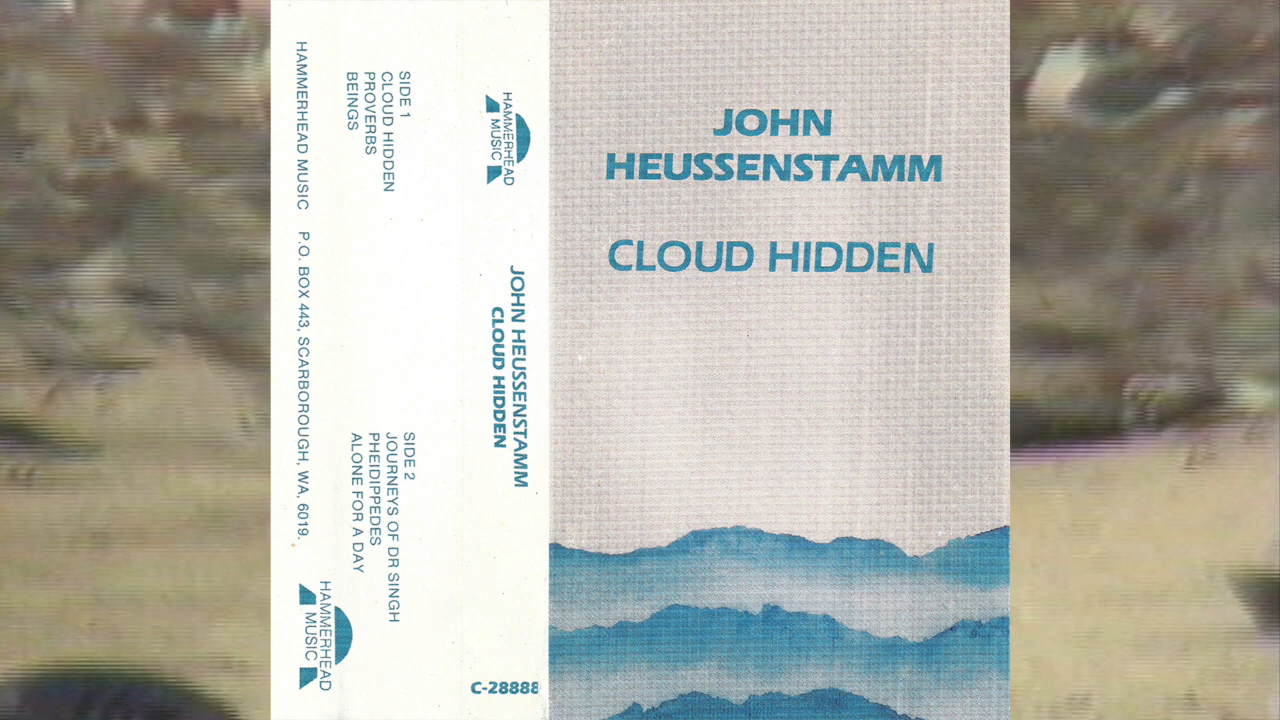 HAMMERHEAD MUSIC P.O. BOX 443, SCARBOROUGH, WA, 6019.
SIDE 1
CLOUD HIDDEN
PROVERBS
BEINGS
SIDE 2
JOURNEYS OF DR SINGH
PHEIDIPPEDES
ALONE FOR A DAY
HAMMERHEAD
MUSIC
HAMMERHEAD
MUSIC
JOHN HEUSSENSTAMM
CLOUD HIDDEN
C-28888
JOHN
HEUSSENSTAMM
CLOUD HIDDEN